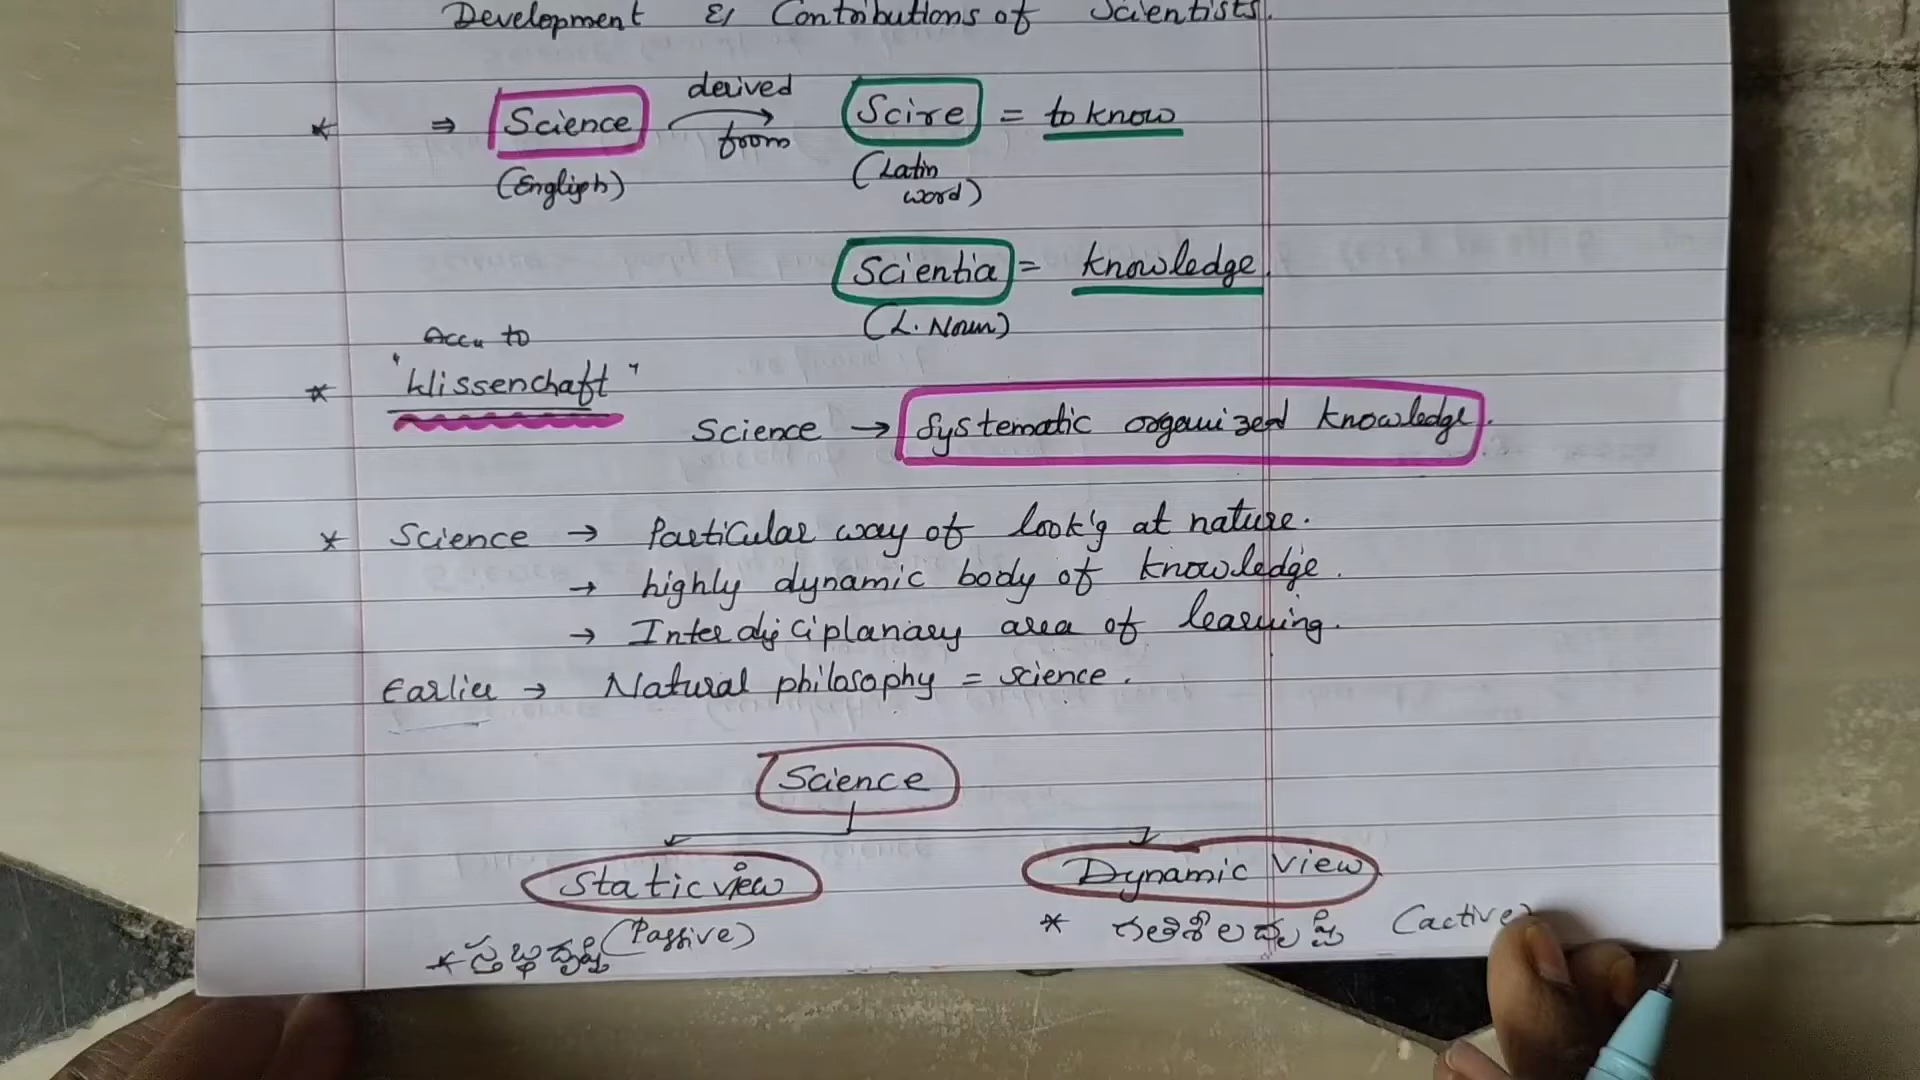 Development & Contributions of Scientists.
* ⇒ Science derived from Scire = to know
(English) (Latin word)
Scientia = knowledge.
(L. Noun)
Accn to
* "Wissenchaft"
Science → Systematic organized knowledge.
* Science → Particular way of look'g at nature.
→ highly dynamic body of knowledge.
→ Interdisciplanary area of learning.
Earlier → Natural philosophy = science.
Science
Static view Dynamic view
* (Passive) * (active)